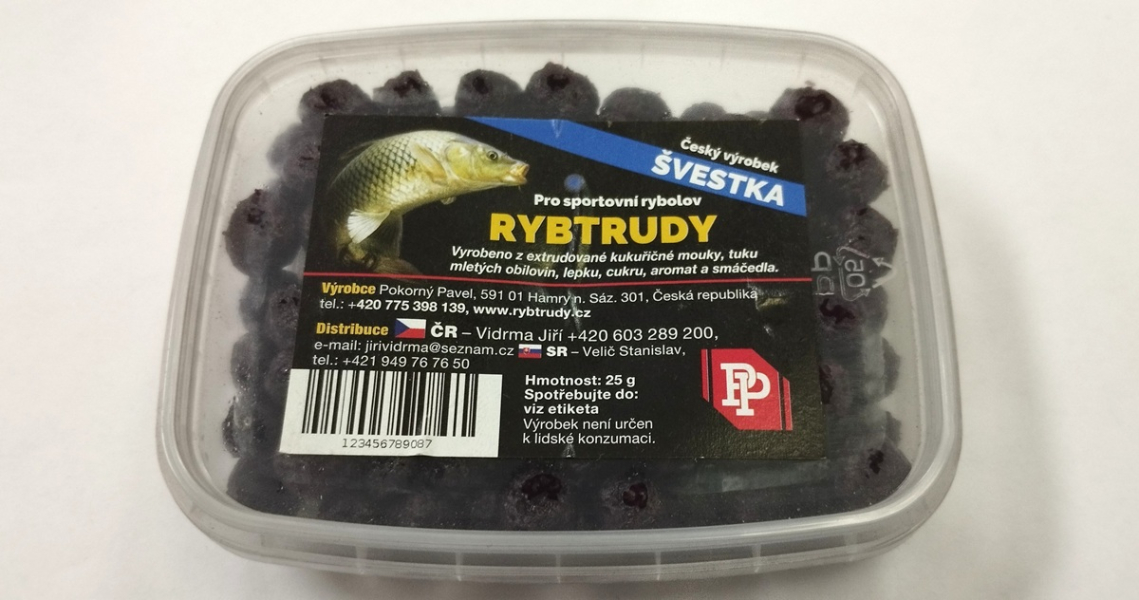 Český výrobek
ŠVESTKA
Pro sportovní rybolov
RYBTRUDY
Vyrobeno z extrudované kukuřičné mouky, tuku
mletých obilovin, lepku, cukru, aromat a smáčedla.
Výrobce Pokorný Pavel, 591 01 Hamry n. Sáz. 301, Česká republika
tel.: +420 775 398 139, www.rybtrudy.cz
Distribuce ČR – Vidrma Jiří +420 603 289 200,
e-mail: jirividrma@seznam.cz SR – Velič Stanislav,
tel.: +421 949 76 76 50
Hmotnost: 25 g
Spotřebujte do:
viz etiketa
Výrobek není určen
k lidské konzumaci.
123456789087
PP